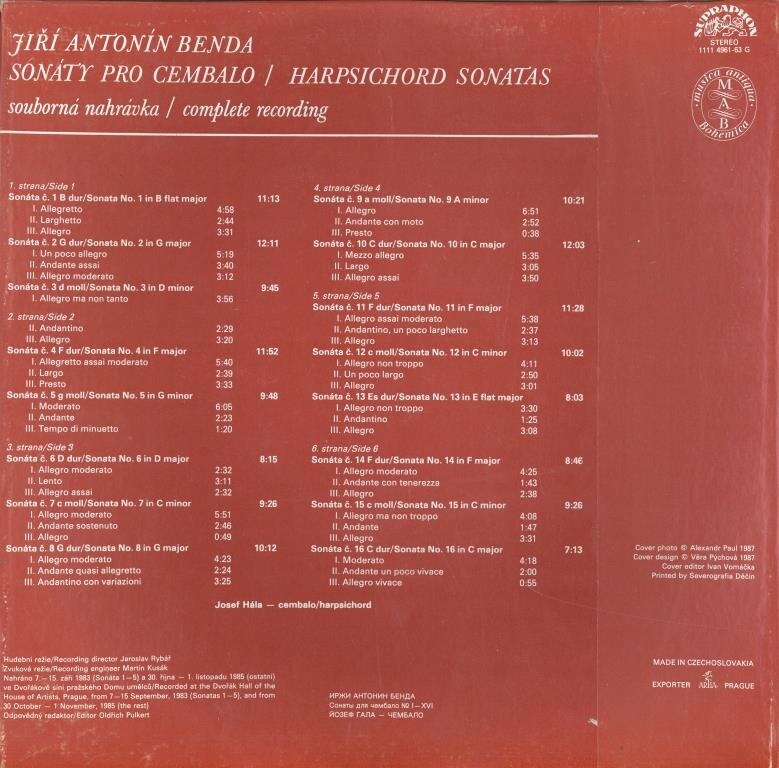 JIŘÍ ANTONÍN BENDA
SONÁTY PRO CEMBALO / HARPSICHORD SONATAS
souborná nahrávka / complete recording
SUPRAPHON
STEREO
1111 4961-63 G
musica antiqua
MAB
Bohemica
1. strana/Side 1
Sonáta č. 1 B dur/Sonata No. 1 in B flat major 11:13
I. Allegretto 4:58
II. Larghetto 2:44
III. Allegro 3:31
Sonáta č. 2 G dur/Sonata No. 2 in G major 12:11
I. Un poco allegro 5:19
II. Andante assai 3:40
III. Allegro moderato 3:12
Sonáta č. 3 d moll/Sonata No. 3 in D minor 9:45
I. Allegro ma non tanto 3:56
2. strana/Side 2
II. Andantino 2:29
III. Allegro 3:20
Sonáta č. 4 F dur/Sonata No. 4 in F major 11:52
I. Allegretto assai moderato 5:40
II. Largo 2:39
III. Presto 3:33
Sonáta č. 5 g moll/Sonata No. 5 in G minor 9:48
I. Moderato 6:05
II. Andante 2:23
III. Tempo di minuetto 1:20
3. strana/Side 3
Sonáta č. 6 D dur/Sonata No. 6 in D major 8:15
I. Allegro moderato 2:32
II. Lento 3:11
III. Allegro assai 2:32
Sonáta č. 7 c moll/Sonata No. 7 in C minor 9:26
I. Allegro moderato 5:51
II. Andante sostenuto 2:46
III. Allegro 0:49
Sonáta č. 8 G dur/Sonata No. 8 in G major 10:12
I. Allegro moderato 4:23
II. Andante quasi allegretto 2:24
III. Andantino con variazioni 3:25
4. strana/Side 4
Sonáta č. 9 a moll/Sonata No. 9 A minor 10:21
I. Allegro 6:51
II. Andante con moto 2:52
III. Presto 0:38
Sonáta č. 10 C dur/Sonata No. 10 in C major 12:03
I. Mezzo allegro 5:35
II. Largo 3:05
III. Allegro assai 3:50
5. strana/Side 5
Sonáta č. 11 F dur/Sonata No. 11 in F major 11:28
I. Allegro assai moderato 5:38
II. Andantino, un poco larghetto 2:37
III. Allegro 3:13
Sonáta č. 12 c moll/Sonata No. 12 in C minor 10:02
I. Allegro non troppo 4:11
II. Un poco largo 2:50
III. Allegro 3:01
Sonáta č. 13 Es dur/Sonata No. 13 in E flat major 8:03
I. Allegro non troppo 3:30
II. Andantino 1:25
III. Allegro 3:08
6. strana/Side 6
Sonáta č. 14 F dur/Sonata No. 14 in F major 8:46
I. Allegro moderato 4:25
II. Andante con tenerezza 1:43
III. Allegro 2:38
Sonáta č. 15 c moll/Sonata No. 15 in C minor 9:26
I. Allegro ma non troppo 4:08
II. Andante 1:47
III. Allegro 3:31
Sonáta č. 16 C dur/Sonata No. 16 in C major 7:13
I. Moderato 4:18
II. Andante un poco vivace 2:00
III. Allegro vivace 0:55
Josef Hála — cembalo/harpsichord
Cover photo © Alexandr Paul 1987
Cover design © Věra Pýchová 1987
Cover editor Ivan Vomáčka
Printed by Severografia Děčín
Hudební režie/Recording director Jaroslav Rybář
Zvuková režie/Recording engineer Martin Kusák
Nahráno 7.—15. září 1983 (Sonáta 1—5) a 30. října — 1. listopadu 1985 (ostatní)
ve Dvořákově síni pražského Domu umělců/Recorded at the Dvořák Hall of the
House of Artists, Prague, from 7—15 September, 1983 (Sonatas 1—5), and from
30 October — 1 November, 1985 (the rest)
Odpovědný redaktor/Editor Oldřich Pulkert
ИРЖИ АНТОНИН БЕНДА
Сонаты для чембало № I—XVI
ЙОЗЕФ ГАЛА — ЧЕМБАЛО
MADE IN CZECHOSLOVAKIA
EXPORTER ARTIA PRAGUE